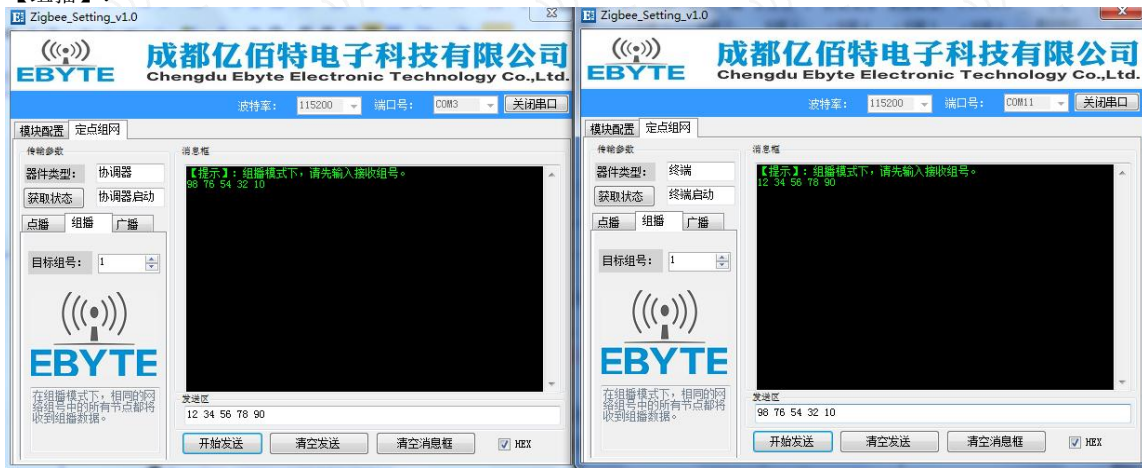 【组播】:
Zigbee_Setting_v1.0
EBYTE
成都亿佰特电子科技有限公司
Chengdu Ebyte Electronic Technology Co.,Ltd.
波特率: 115200 端口号: COM3 关闭串口
模块配置 定点组网
传输参数
器件类型: 协调器
获取状态 协调器启动
点播 组播 广播
目标组号: 1
EBYTE
在组播模式下，相同的网
络组号中的所有节点都将
收到组播数据。
消息框
【提示】: 组播模式下，请先输入接收组号。
98 76 54 32 10
发送区
12 34 56 78 90
开始发送 清空发送 清空消息框 HEX
Zigbee_Setting_v1.0
EBYTE
成都亿佰特电子科技有限公司
Chengdu Ebyte Electronic Technology Co.,Ltd.
波特率: 115200 端口号: COM11 关闭串口
模块配置 定点组网
传输参数
器件类型: 终端
获取状态 终端启动
点播 组播 广播
目标组号: 1
EBYTE
在组播模式下，相同的网
络组号中的所有节点都将
收到组播数据。
消息框
【提示】: 组播模式下，请先输入接收组号。
12 34 56 78 90
发送区
98 76 54 32 10
开始发送 清空发送 清空消息框 HEX